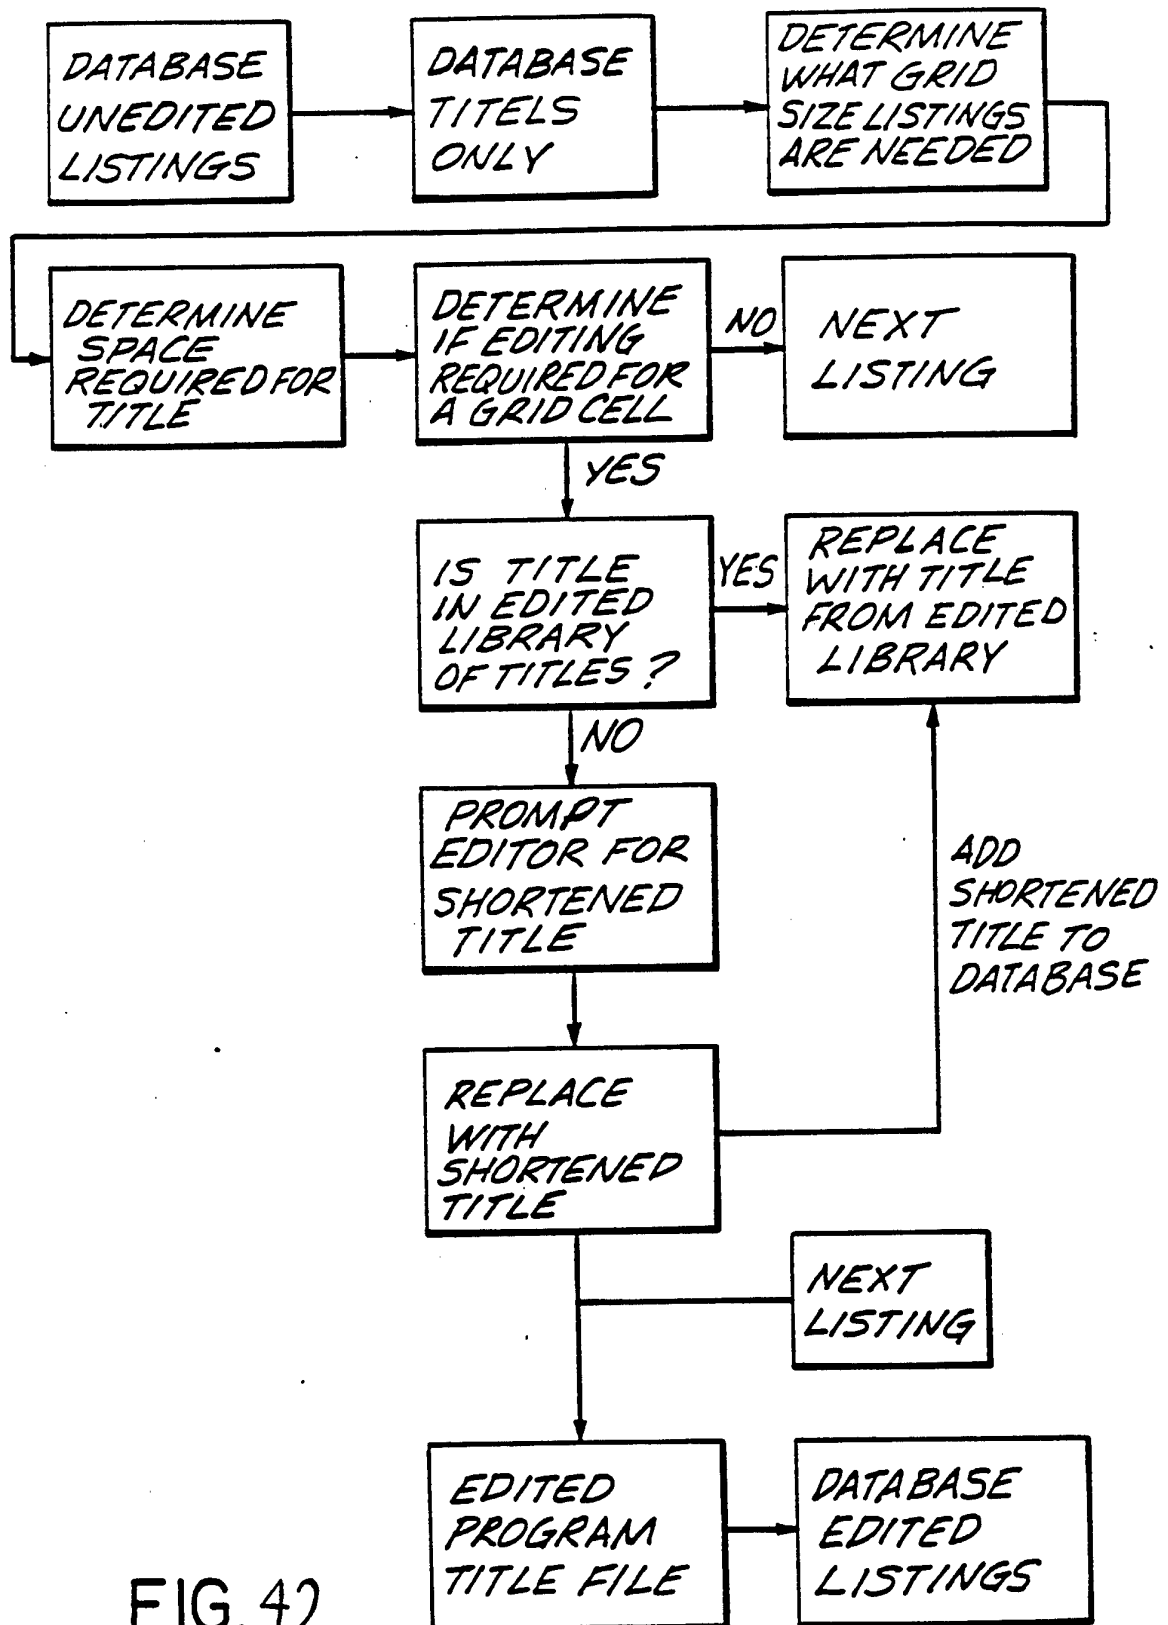 DATABASE
UNEDITED
LISTINGS
DATABASE
TITELS
ONLY
DETERMINE
WHAT GRID
SIZE LISTINGS
ARE NEEDED
DETERMINE
SPACE
REQUIRED FOR
TITLE
DETERMINE
IF EDITING
REQUIRED FOR
A GRID CELL
NO
NEXT
LISTING
YES
IS TITLE
IN EDITED
LIBRARY
OF TITLES?
YES
REPLACE
WITH TITLE
FROM EDITED
LIBRARY
NO
PROMPT
EDITOR FOR
SHORTENED
TITLE
ADD
SHORTENED
TITLE TO
DATABASE
REPLACE
WITH
SHORTENED
TITLE
NEXT
LISTING
EDITED
PROGRAM
TITLE FILE
DATABASE
EDITED
LISTINGS
FIG. 42